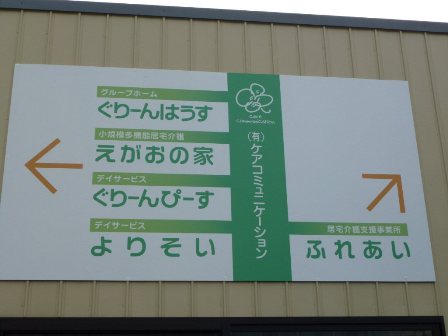 グループホーム
ぐりーんはうす
小規模多機能居宅介護
えがおの家
デイサービス
ぐりーんぴーす
デイサービス
よりそい
Care
Communication
(有)ケアコミュニケーション
居宅介護支援事業所
ふれあい